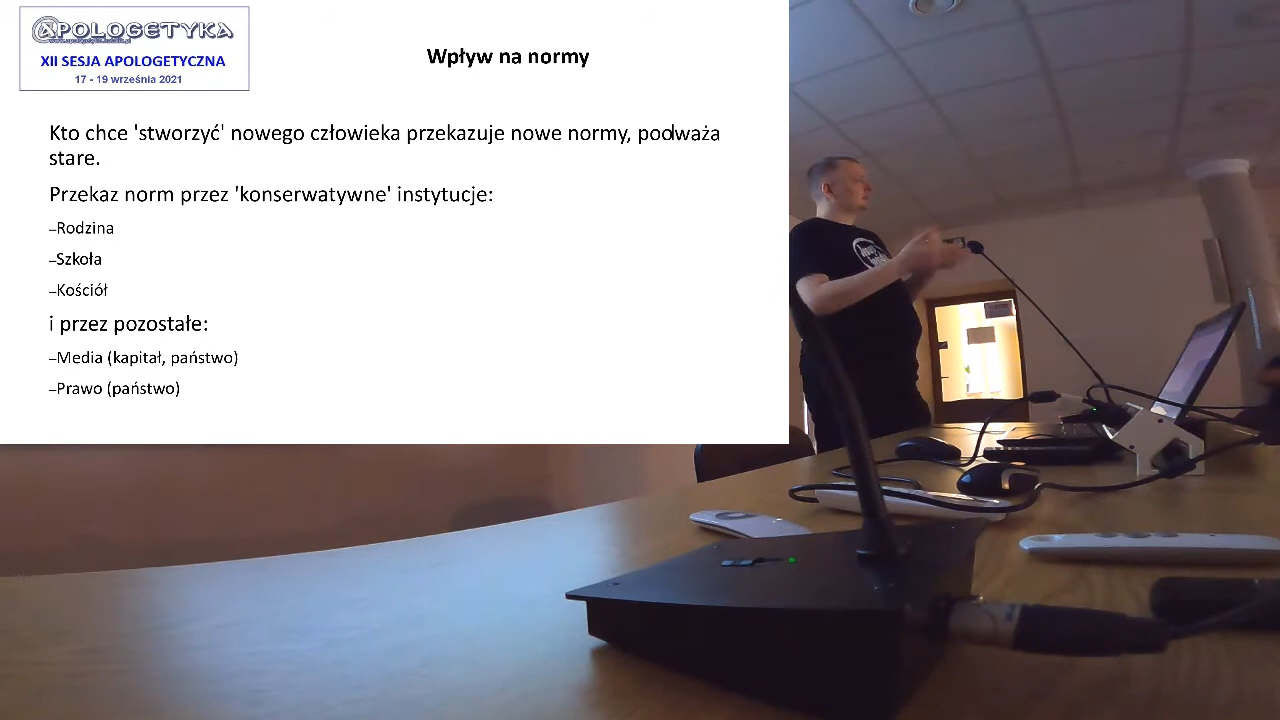 @POLOGETYKA
XII SESJA APOLOGETYCZNA
17 - 19 września 2021
Wpływ na normy
Kto chce 'stworzyć' nowego człowieka przekazuje nowe normy, podważa
stare.
Przekaz norm przez 'konserwatywne' instytucje:
–Rodzina
–Szkoła
–Kościół
i przez pozostałe:
–Media (kapitał, państwo)
–Prawo (państwo)